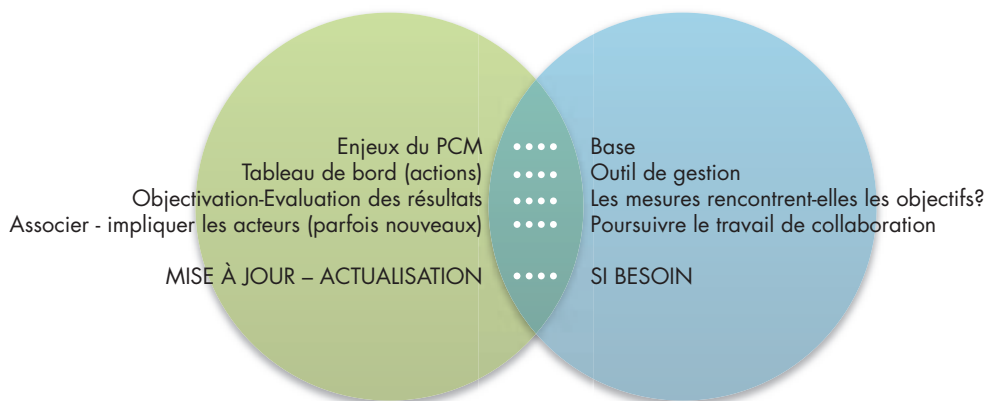 Enjeux du PCM •••• Base
Tableau de bord (actions) •••• Outil de gestion
Objectivation-Evaluation des résultats •••• Les mesures rencontrent-elles les objectifs?
Associer - impliquer les acteurs (parfois nouveaux) •••• Poursuivre le travail de collaboration
MISE À JOUR – ACTUALISATION •••• SI BESOIN